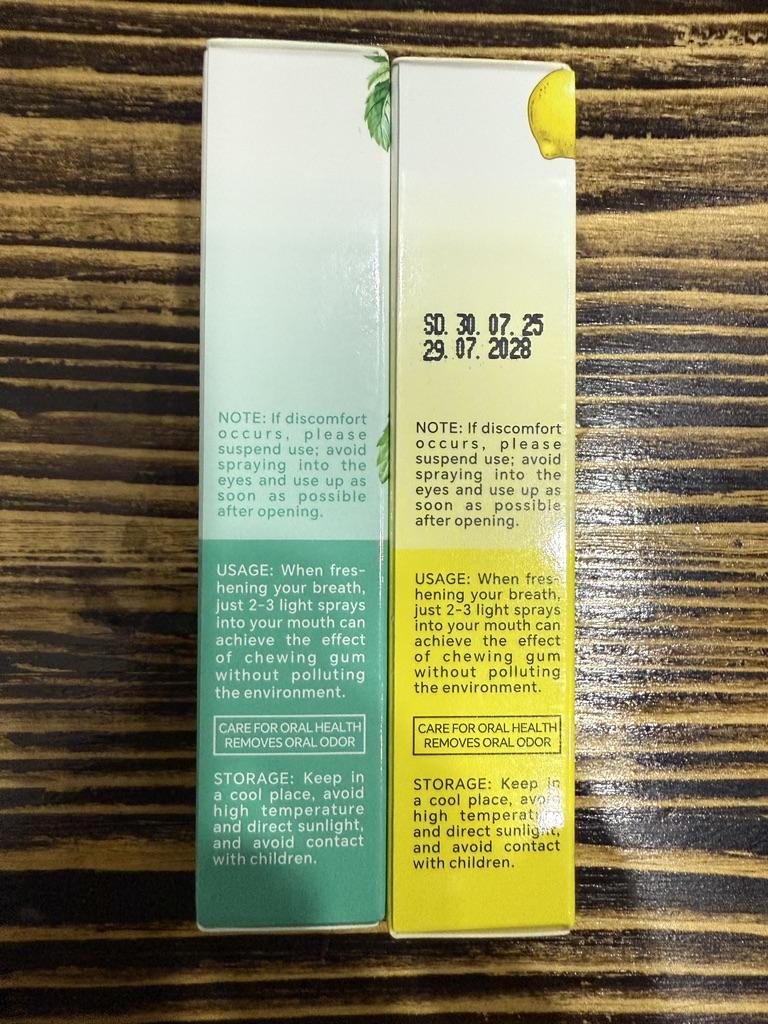 NOTE: If discomfort
occurs, please
suspend use; avoid
spraying into the
eyes and use up as
soon as possible
after opening.
USAGE: When fres-
hening your breath,
just 2-3 light sprays
into your mouth can
achieve the effect
of chewing gum
without polluting
the environment.
CARE FOR ORAL HEALTH
REMOVES ORAL ODOR
STORAGE: Keep in
a cool place, avoid
high temperature
and direct sunlight,
and avoid contact
with children.
SD. 30. 07. 25
29. 07. 2028
NOTE: If discomfort
occurs, please
suspend use; avoid
spraying into the
eyes and use up as
soon as possible
after opening.
USAGE: When fres-
hening your breath,
just 2-3 light sprays
into your mouth can
achieve the effect
of chewing gum
without polluting
the environment.
CARE FOR ORAL HEALTH
REMOVES ORAL ODOR
STORAGE: Keep in
a cool place, avoid
high temperature
and direct sunlight,
and avoid contact
with children.